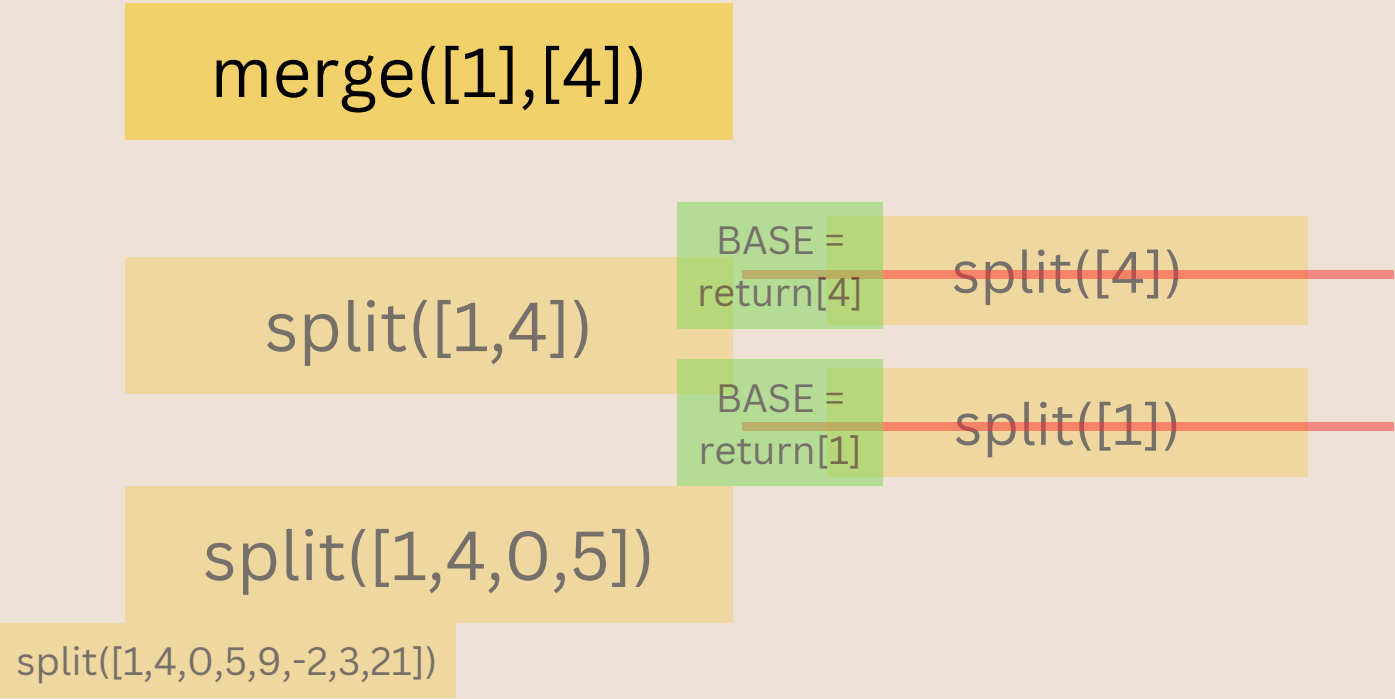 merge([1],[4])
BASE =
return[4]
split([4])
split([1,4])
BASE =
return[1]
split([1])
split([1,4,0,5])
split([1,4,0,5,9,-2,3,21])